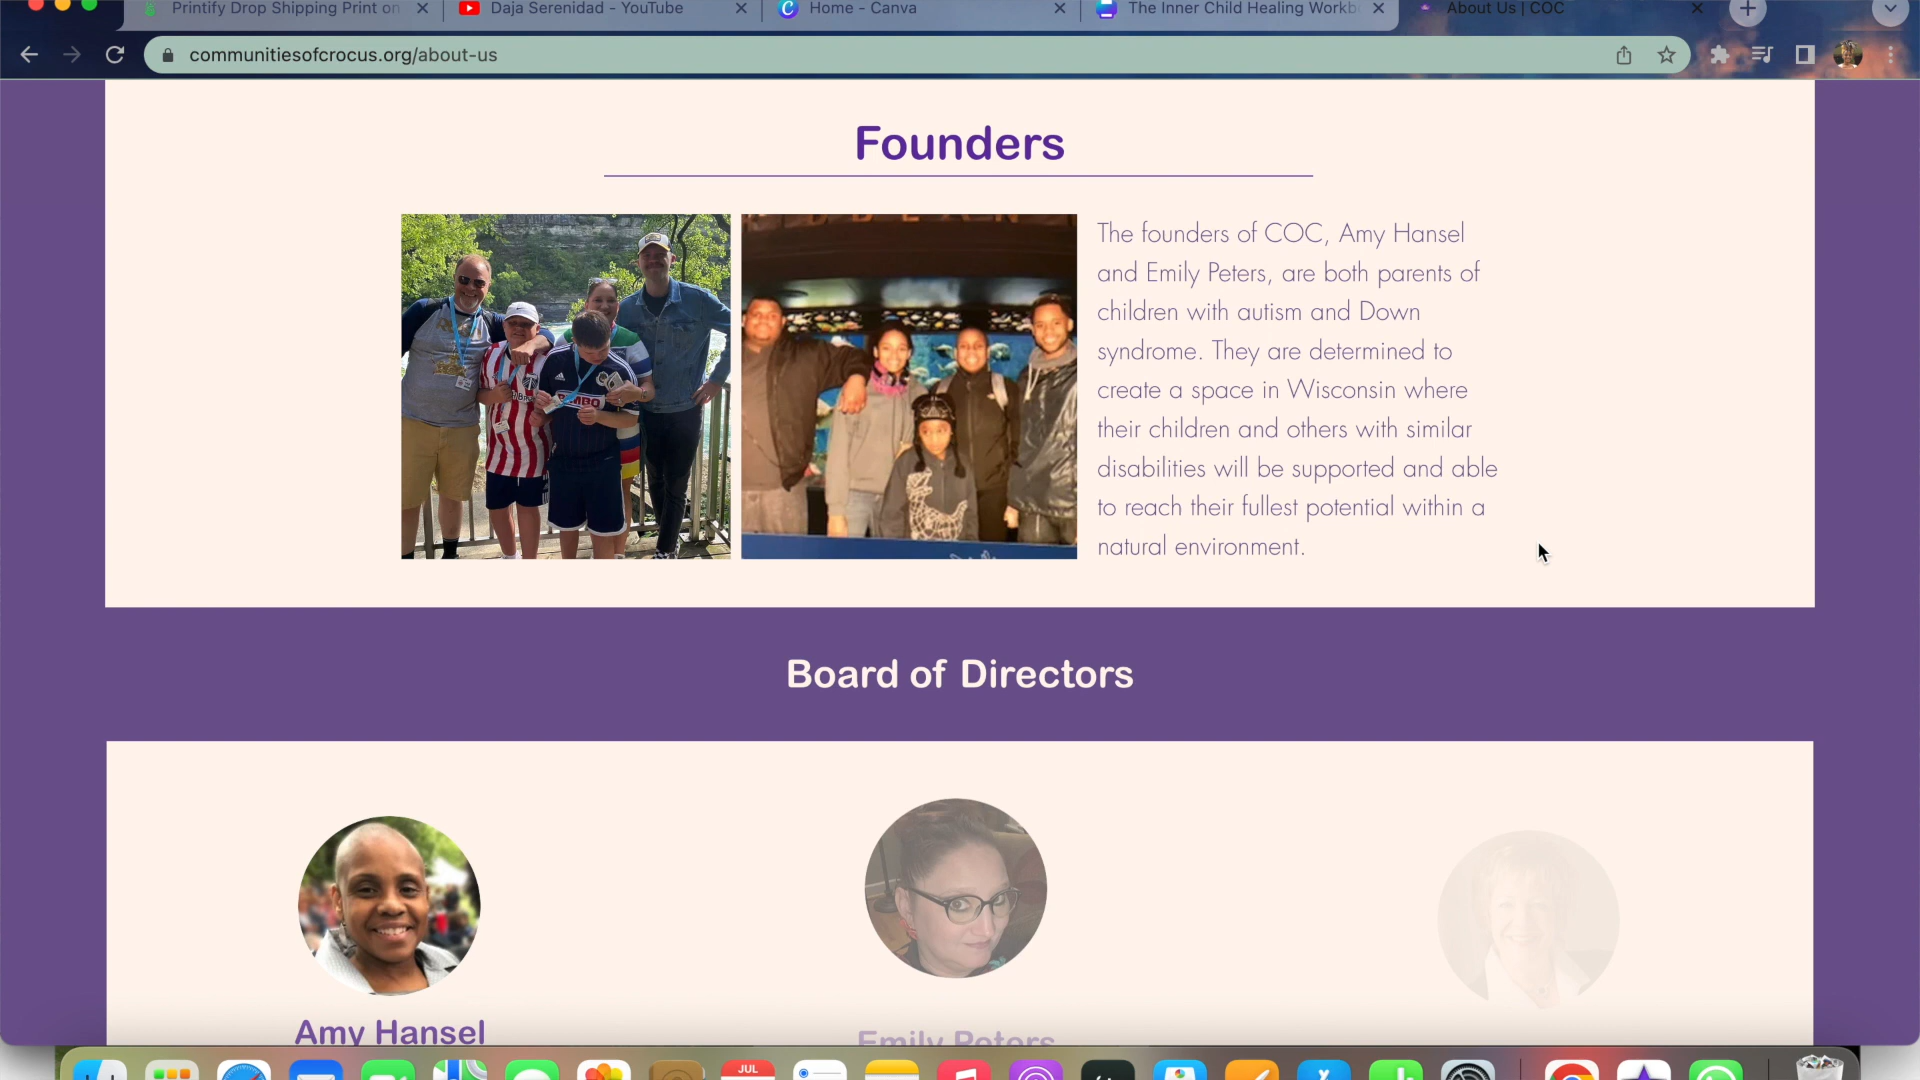 Printify Drop Shipping Print on
Daja Serenidad - YouTube
Home - Canva
The Inner Child Healing Workb
About Us | COC
communitiesofcrocus.org/about-us
Founders
The founders of COC, Amy Hansel
and Emily Peters, are both parents of
children with autism and Down
syndrome. They are determined to
create a space in Wisconsin where
their children and others with similar
disabilities will be supported and able
to reach their fullest potential within a
natural environment.
Board of Directors
Amy Hansel
Emily Peters
JUL